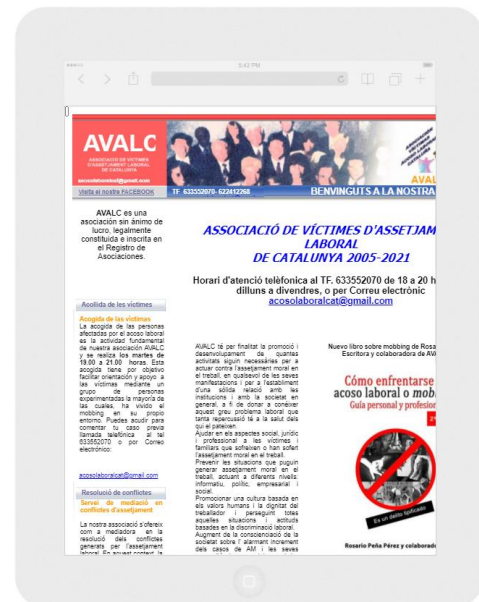 5:42 PM
AVALC
ASSOCIACIÓ DE VÍCTIMES
D'ASSETJAMENT LABORAL
DE CATALUNYA
acosolaboralcat@gmail.com
AVAL
Visita el nostre FACEBOOK
TF 633552070- 622412268
BENVINGUTS A LA NOSTRA
AVALC es una
asociación sin ánimo de
lucro, legalmente
constituida e inscrita en
el Registro de
Asociaciones.
ASSOCIACIÓ DE VÍCTIMES D'ASSETJAM
LABORAL
DE CATALUNYA 2005-2021
Horari d'atenció telèfonica al TF. 633552070 de 18 a 20 h
dilluns a divendres, o per Correu electrònic
acosolaboralcat@gmail.com
Acollida de les víctimes
Acogida de las víctimas
La acogida de las personas
afectadas por el acoso laboral
es la actividad fundamental
de nuestra asociación AVALC
y se realiza los martes de
19.00 a 21.00 horas. Esta
acogida tiene por objetivo
facilitar orientación y apoyo a
las víctimas mediante un
grupo de personas
experimentadas la mayoría de
las cuales, ha vivido el
mobbing en su propio
entorno. Puedes acudir para
comentar tu caso previa
llamada telefónica al tel
633552070 o por Correo
electrónico:
acosolaboralcat@gmail.com
Resolució de conflictes
Servei de mediació en
conflictes d'assetjament
La nostra associació s'ofereix
com a mediadora en la
resolució dels conflictes
generats per l'assetjament
laboral. En aquest context, la
AVALC té per finalitat la promoció i
desenvolupament de quantes
activitats siguin necessàries per a
actuar contra l'assetjament moral en
el treball, en qualsevol de les seves
manifestacions i per a l'establiment
d'una sòlida relació amb les
institucions i amb la societat en
general, a fi de donar a conèixer
aquest greu problema laboral que
tanta repercussió té a la salut dels
qui el pateixen.
Ajudar en els aspectes social, jurídic
i professional a les víctimes i
familiars que sofreixen o han sofert
l'assetjament moral en el treball.
Prevenir les situacions que puguin
generar assetjament moral en el
treball, actuant a diferents nivells:
informatiu, polític, empresarial i
social.
Promocionar una cultura basada en
els valors humans i la dignitat del
treballador i perseguint totes
aquelles situacions i actituds
basades en la discriminació laboral.
Augment de la conscienciació de la
societat sobre l' alarmant increment
dels casos de AM i les seves
Nuevo libro sobre mobbing de Rosa
Escritora y colaboradora de AVA
Cómo enfrentarse
acoso laboral o mob
Guía personal y profesion
Es un delito tipificado
Rosario Peña Pérez y colaborado